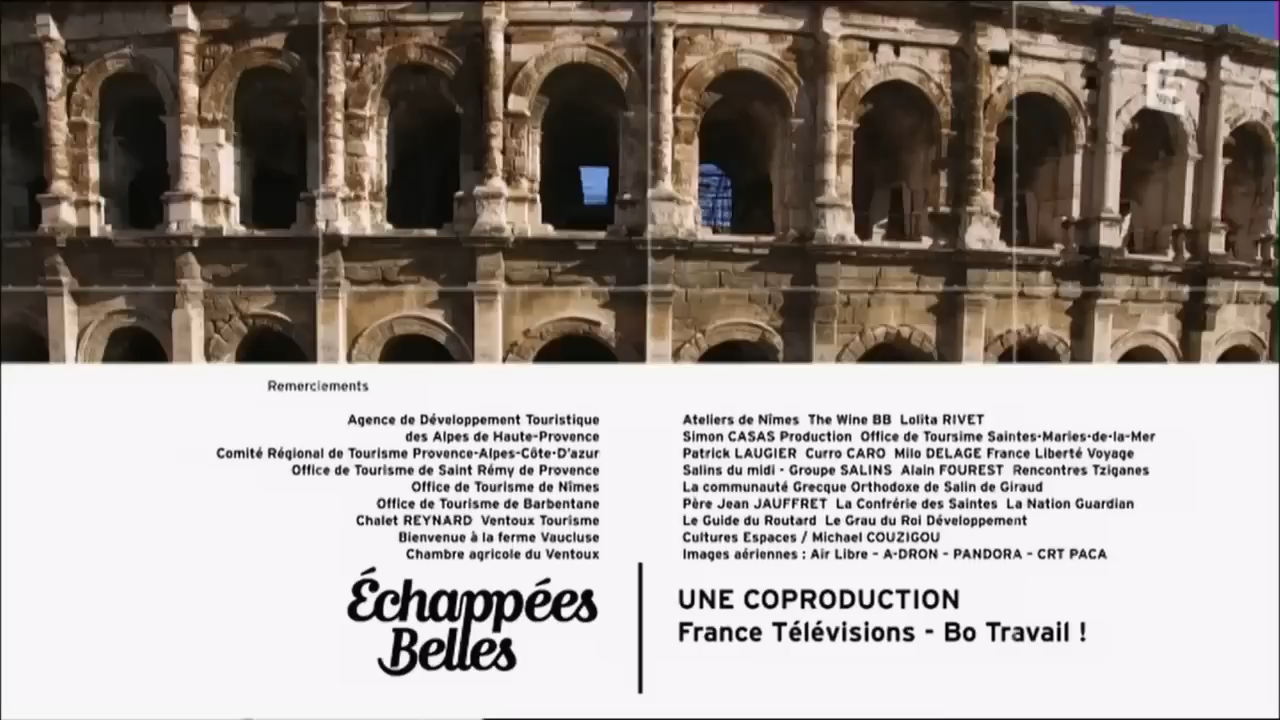 Remerciements
Agence de Développement Touristique
des Alpes de Haute-Provence
Comité Régional de Tourisme Provence-Alpes-Côte-D'azur
Office de Tourisme de Saint Rémy de Provence
Office de Tourisme de Nîmes
Office de Tourisme de Barbentane
Chalet REYNARD Ventoux Tourisme
Bienvenue à la ferme Vaucluse
Chambre agricole du Ventoux
Ateliers de Nîmes The Wine BB Lolita RIVET
Simon CASAS Production Office de Toursime Saintes-Maries-de-la-Mer
Patrick LAUGIER Curro CARO Milo DELAGE France Liberté Voyage
Salins du midi - Groupe SALINS Alain FOUREST Rencontres Tziganes
La communauté Grecque Orthodoxe de Salin de Giraud
Père Jean JAUFFRET La Confrérie des Saintes La Nation Guardian
Le Guide du Routard Le Grau du Roi Développement
Cultures Espaces / Michael COUZIGOU
Images aériennes : Air Libre - A-DRON - PANDORA - CRT PACA
Échappées
Belles
UNE COPRODUCTION
France Télévisions - Bo Travail !